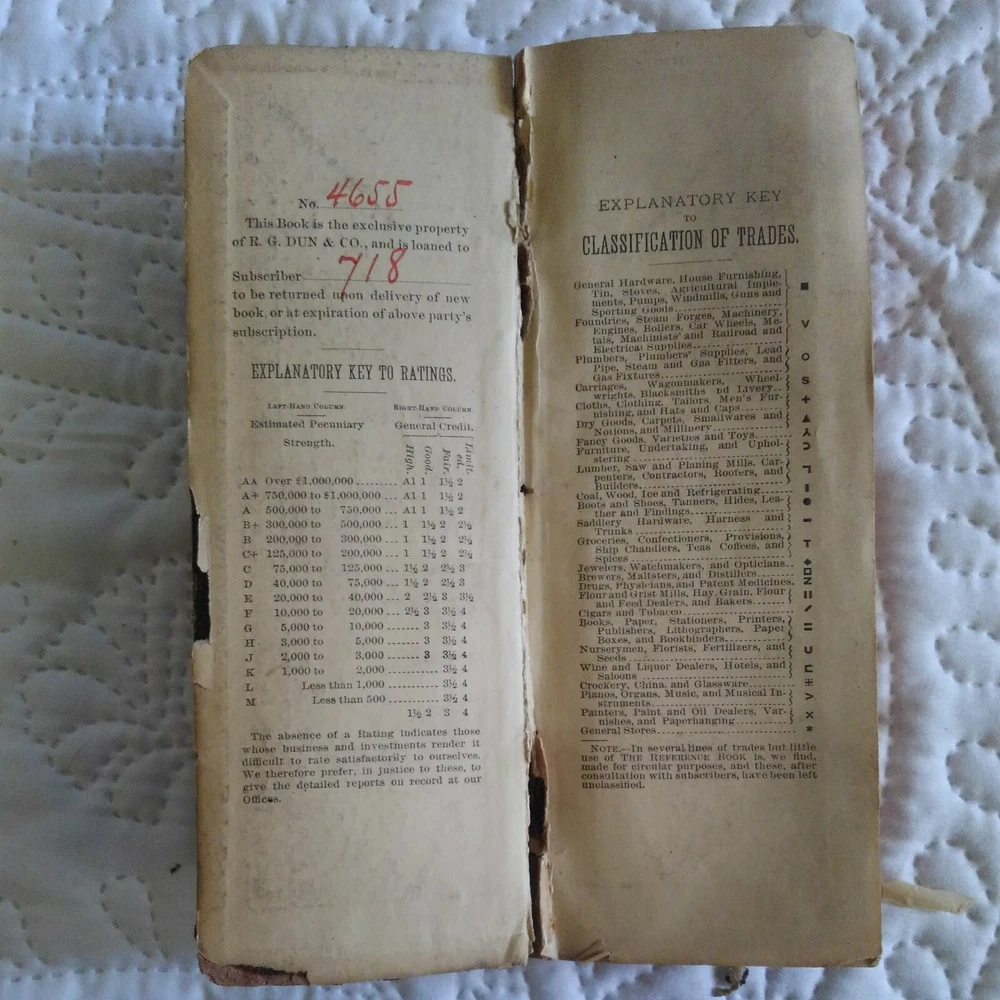 No. 4655
This Book is the exclusive property
of R. G. DUN & CO., and is loaned to
Subscriber 718
to be returned upon delivery of new
book, or at expiration of above party's
subscription.
EXPLANATORY KEY TO RATINGS.
LEFT-HAND COLUMN. RIGHT-HAND COLUMN.
Estimated Pecuniary Strength. General Credit.
High. Good. Fair. Limited.
AA Over $1,000,000 ......... A1 1 1½ 2
A+ 750,000 to $1,000,000 ... A1 1 1½ 2
A 500,000 to 750,000 ... A1 1 1½ 2
B+ 300,000 to 500,000 ... 1 1½ 2 2½
B 200,000 to 300,000 ... 1 1½ 2 2½
C+ 125,000 to 200,000 ... 1 1½ 2 2½
C 75,000 to 125,000 ... 1½ 2 2½ 3
D 40,000 to 75,000 ... 1½ 2 2½ 3
E 20,000 to 40,000 ... 2 2½ 3 3½
F 10,000 to 20,000 ... 2½ 3 3½ 4
G 5,000 to 10,000 ....... 3 3½ 4
H 3,000 to 5,000 ....... 3 3½ 4
J 2,000 to 3,000 ....... 3 3½ 4
K 1,000 to 2,000 .......... 3½ 4
L Less than 1,000 .......... 3½ 4
M Less than 500 .......... 3½ 4
1½ 2 3 4
The absence of a Rating indicates those
whose business and investments render it
difficult to rate satisfactorily to ourselves.
We therefore prefer, in justice to these, to
give the detailed reports on record at our
Offices.
EXPLANATORY KEY
TO
CLASSIFICATION OF TRADES.
General Hardware, House Furnishing,
Tin, Stoves, Agricultural Imple-
ments, Pumps, Windmills, Guns and
Sporting Goods
Foundries, Steam Forges, Machinery,
Engines, Boilers, Car Wheels, Me-
tals, Machinists' and Railroad and
Electrical Supplies
Plumbers, Plumbers' Supplies, Lead
Pipe, Steam and Gas Fitters, and
Gas Fixtures
Carriages, Wagonmakers, Wheel-
wrights, Blacksmiths nd Livery
Cloths, Clothing, Tailors, Men's Fur-
nishing, and Hats and Caps
Dry Goods, Carpets, Smallwares and
Notions, and Millinery
Fancy Goods, Varieties and Toys
Furniture, Undertaking, and Uphol-
stering
Lumber, Saw and Planing Mills, Car-
penters, Contractors, Roofers, and
Builders
Coal, Wood, Ice and Refrigerating
Boots and Shoes, Tanners, Hides, Lea-
ther and Findings
Saddlery Hardware, Harness and
Trunks
Groceries, Confectioners, Provisions,
Ship Chandlers, Teas Coffees, and
Spices
Jewelers, Watchmakers, and Opticians
Brewers, Maltsters, and Distillers
Drugs, Physicians, and Patent Medicines
Flour and Grist Mills, Hay, Grain, Flour
and Feed Dealers, and Bakers
Cigars and Tobacco
Books, Paper, Stationers, Printers,
Publishers, Lithographers, Paper
Boxes, and Bookbinders
Nurserymen, Florists, Fertilizers, and
Seeds
Wine and Liquor Dealers, Hotels, and
Saloons
Crockery, China, and Glassware
Pianos, Organs, Music, and Musical In-
struments
Painters, Paint and Oil Dealers, Var-
nishes, and Paperhanging
General Stores
NOTE.—In several lines of trades but little
use of THE REFERENCE BOOK is, we find,
made for circular purposes, and these, after
consultation with subscribers, have been left
unclassified.